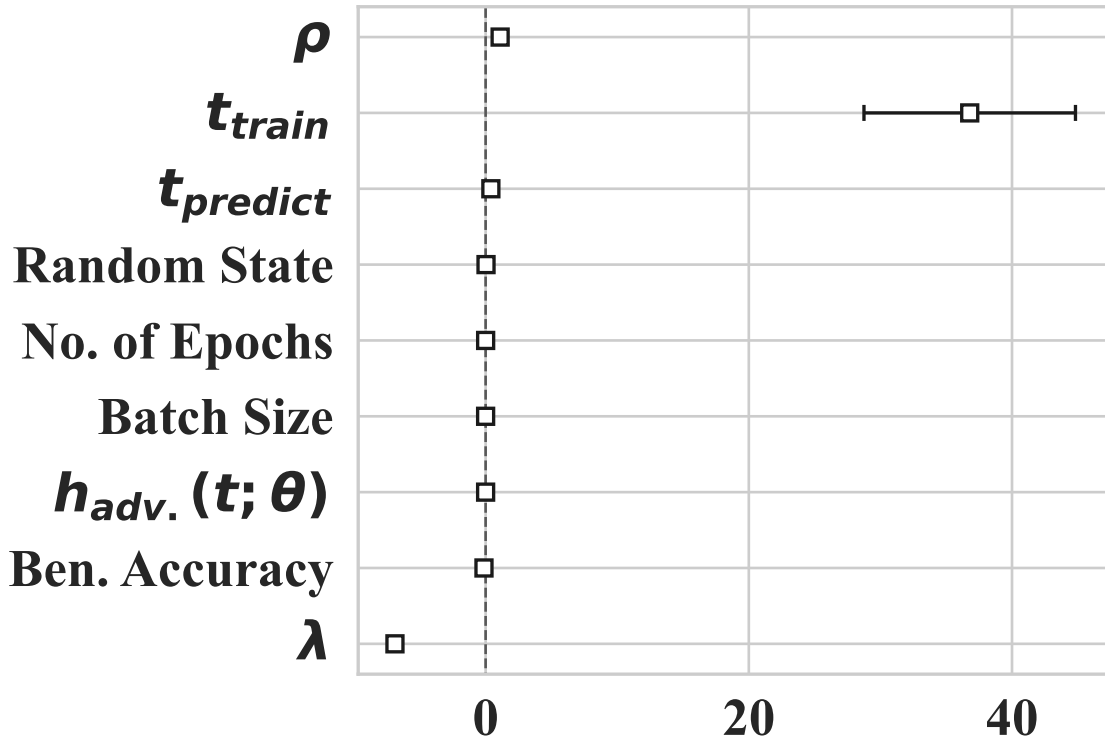 ρ
t_train
t_predict
Random State
No. of Epochs
Batch Size
h_adv. (t; θ)
Ben. Accuracy
λ
0 20 40